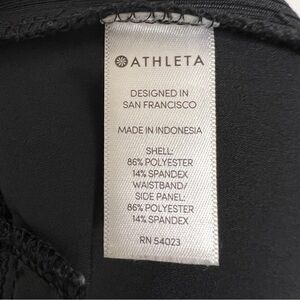 ATHLETA
DESIGNED IN
SAN FRANCISCO
MADE IN INDONESIA
SHELL:
86% POLYESTER
14% SPANDEX
WAISTBAND/
SIDE PANEL:
86% POLYESTER
14% SPANDEX
RN 54023